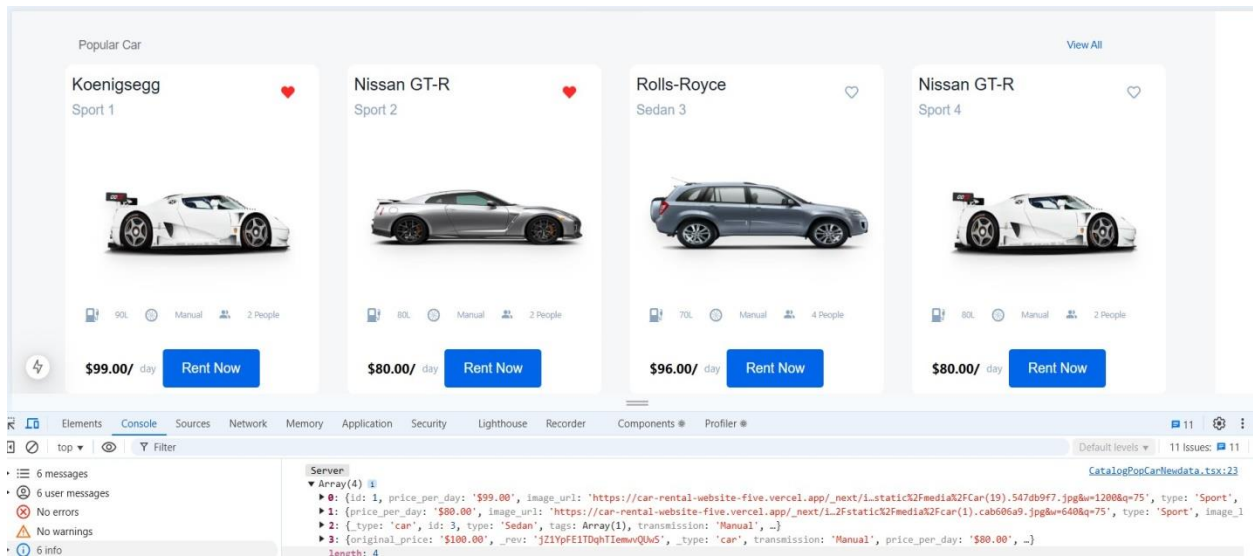 Popular Car
View All
Koenigsegg
Sport 1
Nissan GT-R
Sport 2
Rolls-Royce
Sedan 3
Nissan GT-R
Sport 4
90L Manual 2 People
80L Manual 2 People
70L Manual 4 People
80L Manual 2 People
$99.00/ day Rent Now
$80.00/ day Rent Now
$96.00/ day Rent Now
$80.00/ day Rent Now
Elements Console Sources Network Memory Application Security Lighthouse Recorder Components Profiler 11
top Filter Default levels 11 Issues: 11
6 messages
6 user messages
No errors
No warnings
6 info
Server CatalogPopCarNewdata.tsx:23
Array(4)
0: {id: 1, price_per_day: '$99.00', image_url: 'https://car-rental-website-five.vercel.app/_next/i…static%2Fmedia%2FCar(19).547db9f7.jpg&w=1200&q=75', type: 'Sport',
1: {price_per_day: '$80.00', image_url: 'https://car-rental-website-five.vercel.app/_next/i…2Fstatic%2Fmedia%2Fcar(1).cab606a9.jpg&w=640&q=75', type: 'Sport', image_l
2: {_type: 'car', id: 3, type: 'Sedan', tags: Array(1), transmission: 'Manual', …}
3: {original_price: '$100.00', _rev: 'jZ1YpFE1TDqhTIemwvQUwS', _type: 'car', transmission: 'Manual', price_per_day: '$80.00', …}
length: 4